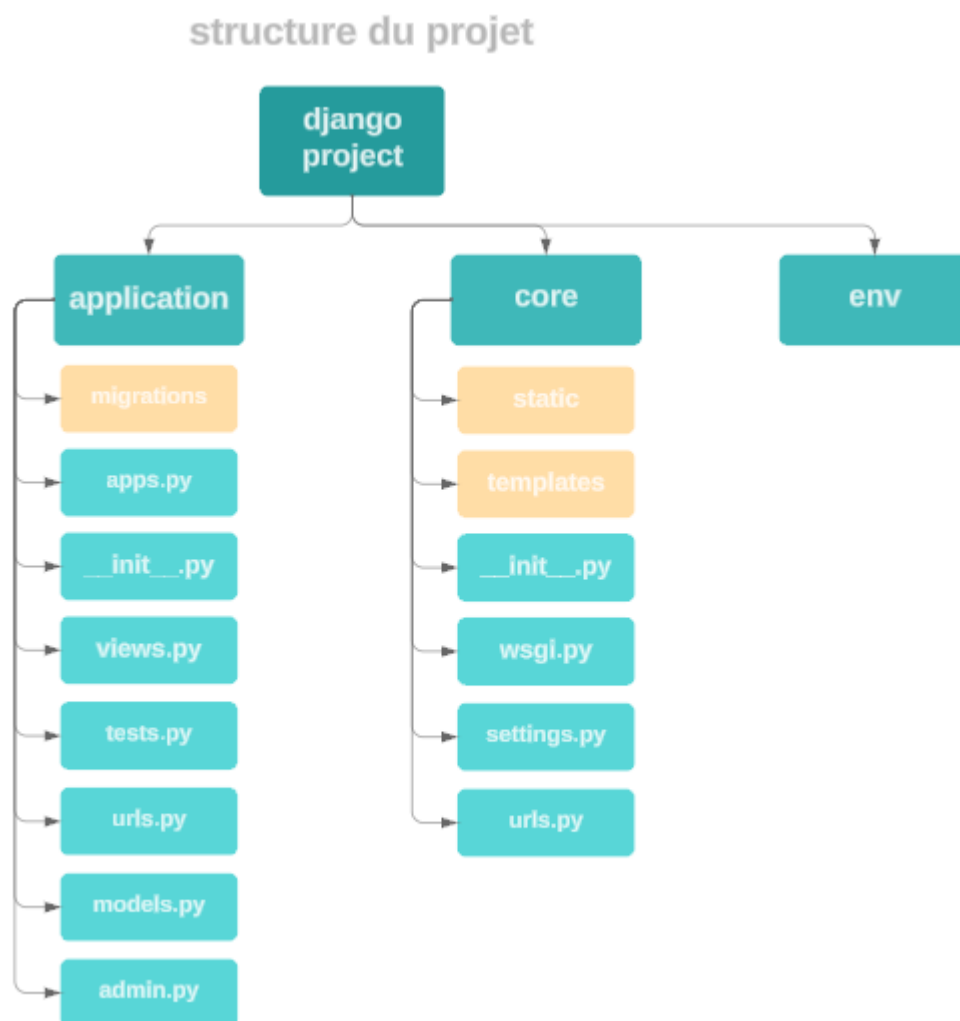 structure du projet
django
project
application
core
env
migrations
apps.py
__init__.py
views.py
tests.py
urls.py
models.py
admin.py
static
templates
__init__.py
wsgi.py
settings.py
urls.py